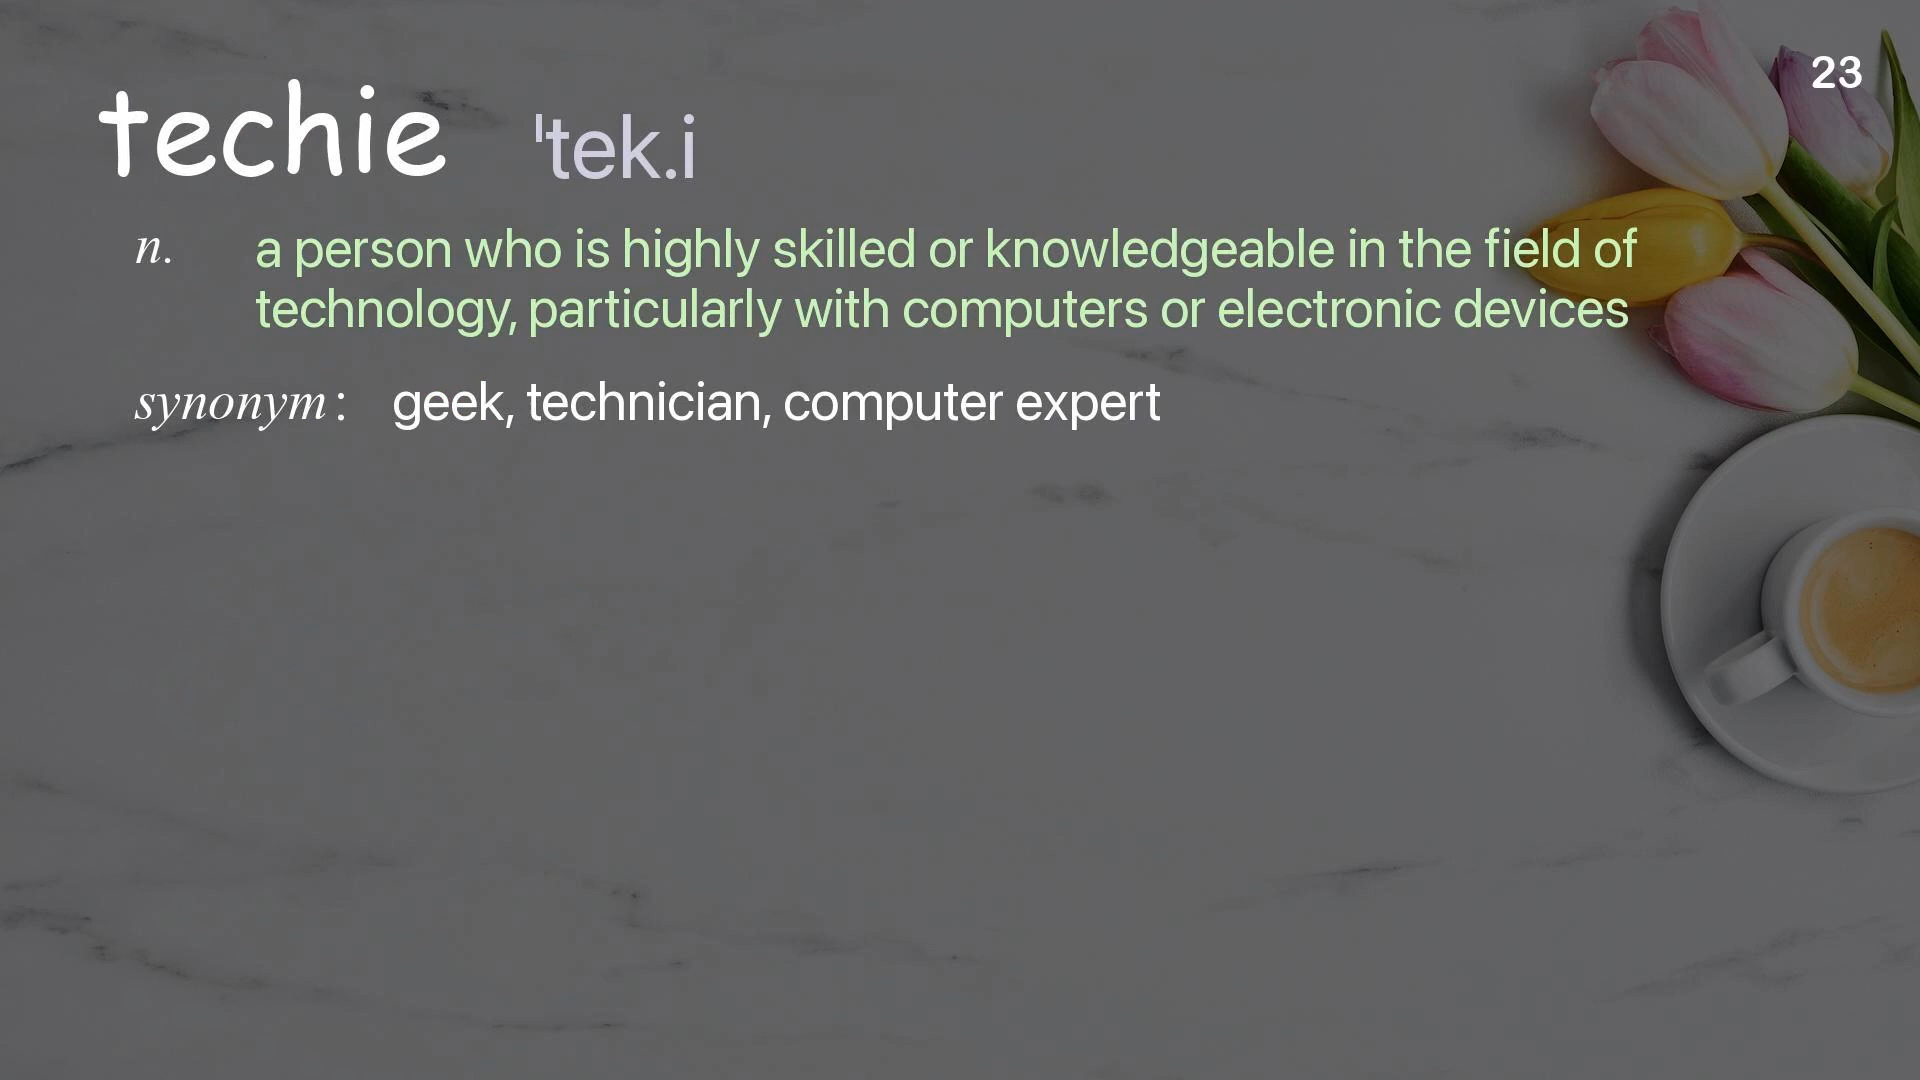 23
techie ˈtek.i
n. a person who is highly skilled or knowledgeable in the field of
technology, particularly with computers or electronic devices
synonym : geek, technician, computer expert